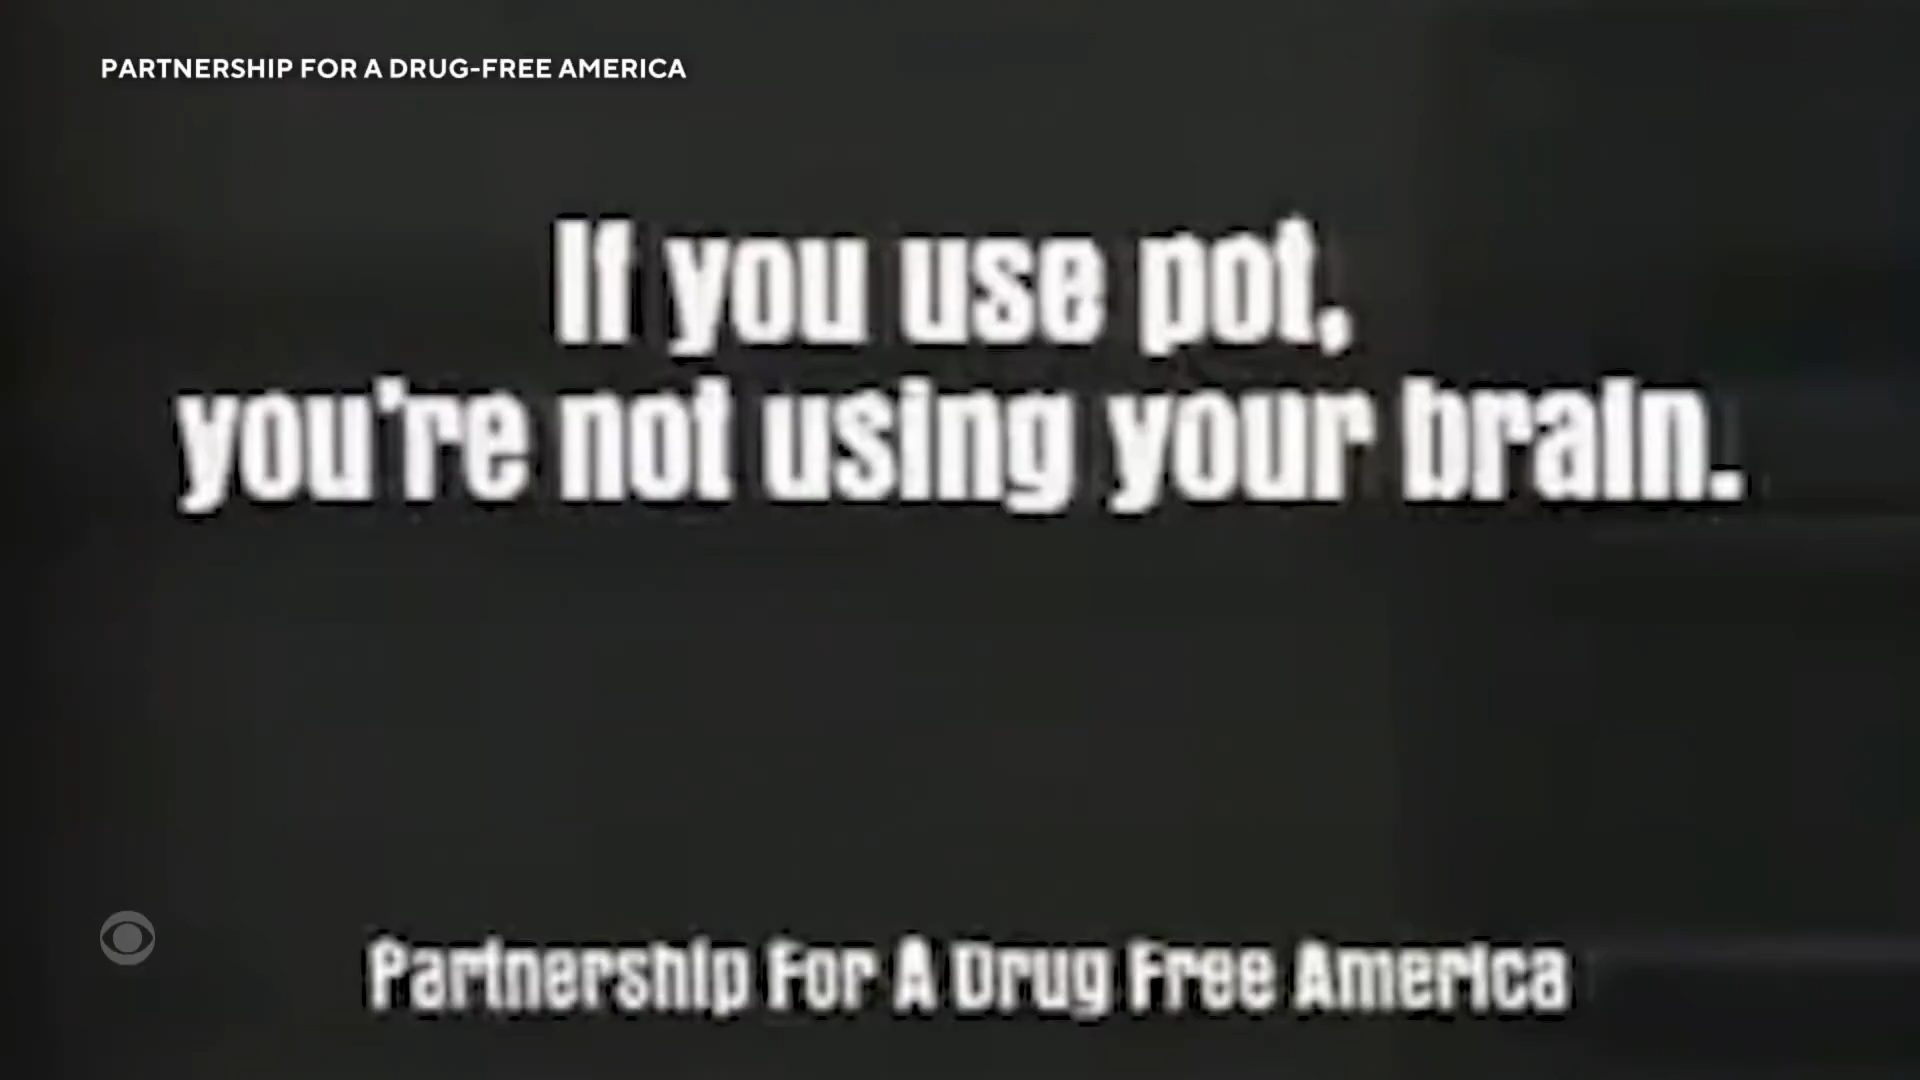 PARTNERSHIP FOR A DRUG-FREE AMERICA
If you use pot,
you're not using your brain.
Partnership For A Drug Free America